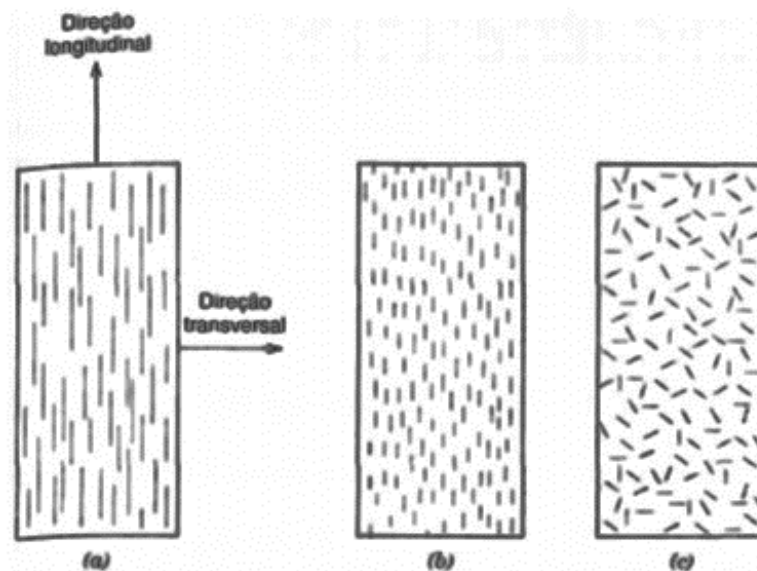 Direção
longitudinal
Direção
transversal
(a)
(b)
(c)